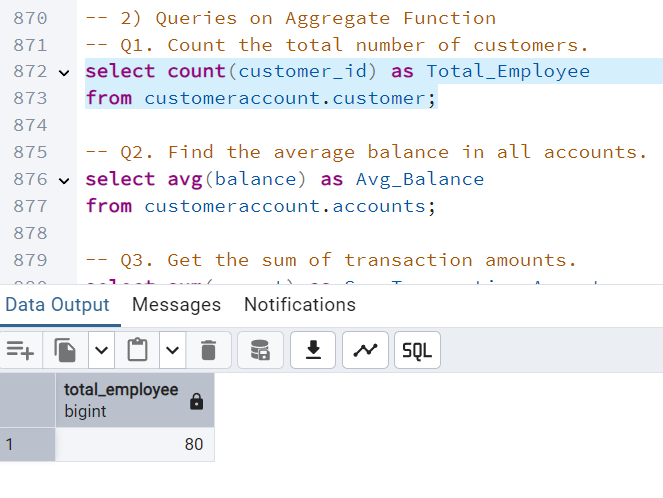 870 -- 2) Queries on Aggregate Function
871 -- Q1. Count the total number of customers.
872 select count(customer_id) as Total_Employee
873 from customeraccount.customer;
874
875 -- Q2. Find the average balance in all accounts.
876 select avg(balance) as Avg_Balance
877 from customeraccount.accounts;
878
879 -- Q3. Get the sum of transaction amounts.
Data Output Messages Notifications
SQL
total_employee
bigint
1 80